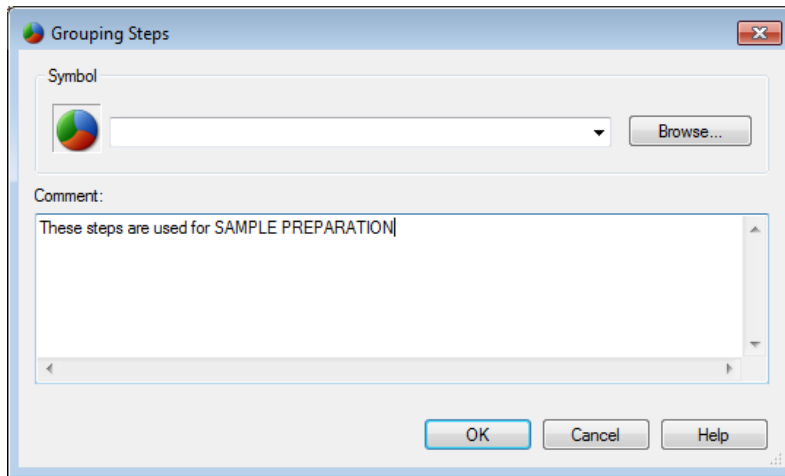 Grouping Steps
Symbol
Browse...
Comment:
These steps are used for SAMPLE PREPARATION
OK
Cancel
Help